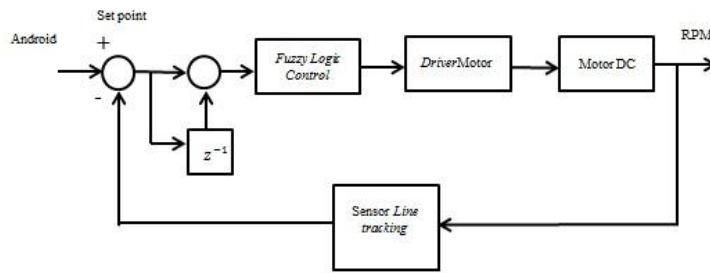 Set point
Android
+
-
Fuzzy Logic
Control
DriverMotor
Motor DC
RPM
z⁻¹
Sensor Line
tracking